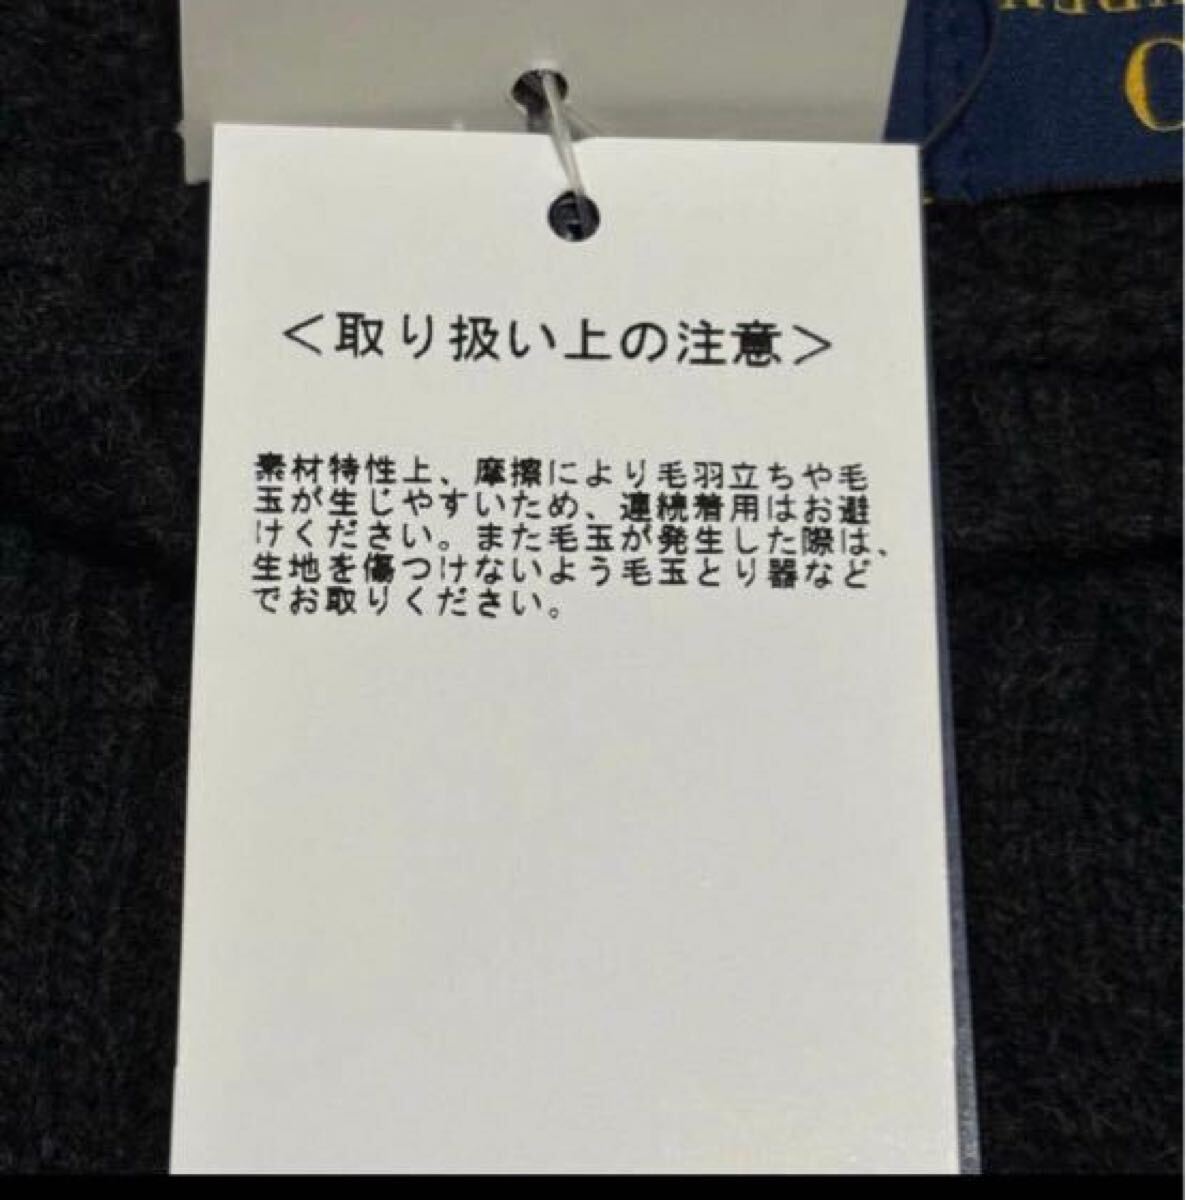 ＜取り扱い上の注意＞
素材特性上、摩擦により毛羽立ちや毛
玉が生じやすいため、連続着用はお避
けください。また毛玉が発生した際は、
生地を傷つけないよう毛玉とり器など
でお取りください。